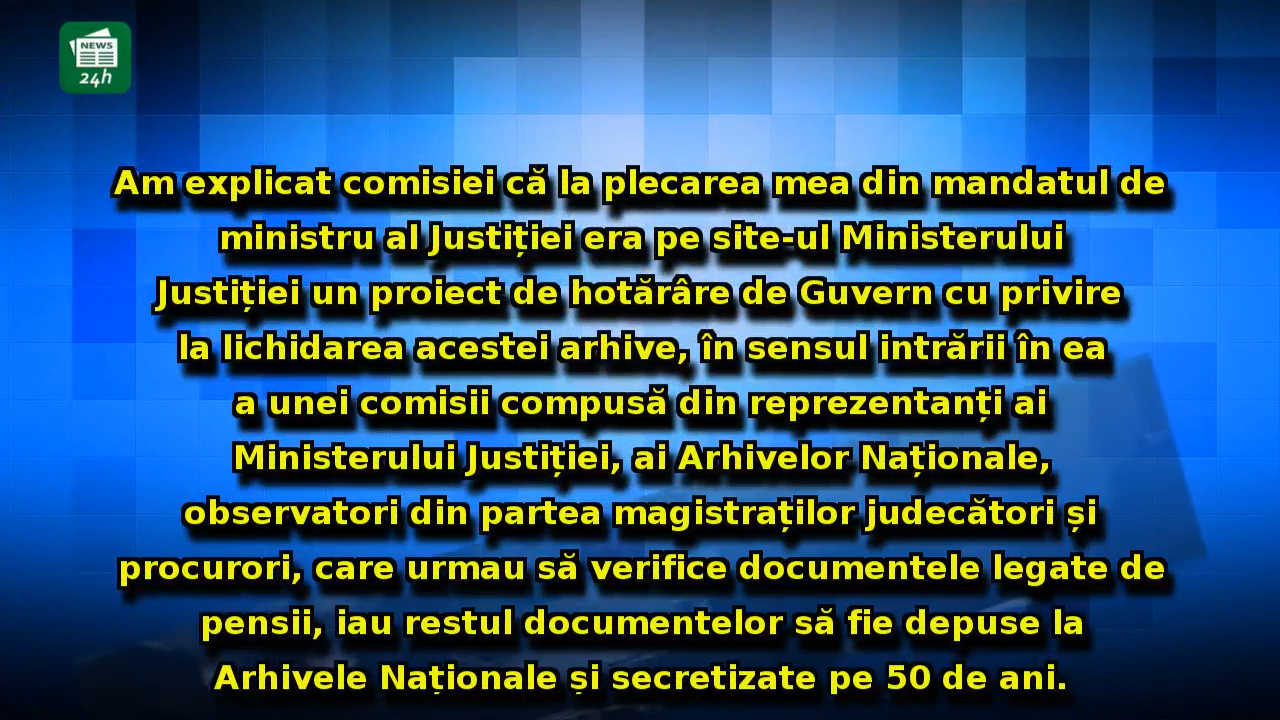 NEWS
24h
Am explicat comisiei că la plecarea mea din mandatul de
ministru al Justiției era pe site-ul Ministerului
Justiției un proiect de hotărâre de Guvern cu privire
la lichidarea acestei arhive, în sensul intrării în ea
a unei comisii compusă din reprezentanți ai
Ministerului Justiției, ai Arhivelor Naționale,
observatori din partea magistraților judecători și
procurori, care urmau să verifice documentele legate de
pensii, iau restul documentelor să fie depuse la
Arhivele Naționale și secretizate pe 50 de ani.